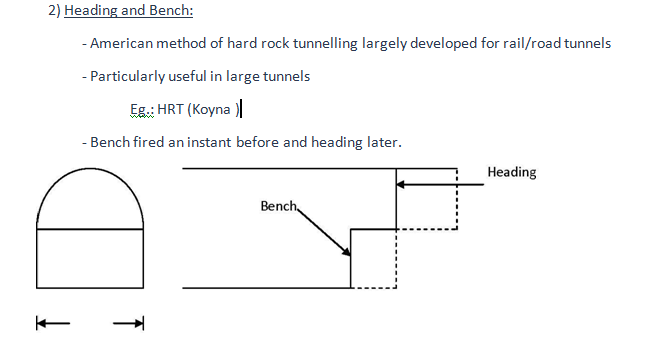 2) Heading and Bench:
- American method of hard rock tunnelling largely developed for rail/road tunnels
- Particularly useful in large tunnels
Eg.: HRT (Koyna )
- Bench fired an instant before and heading later.
Heading
Bench